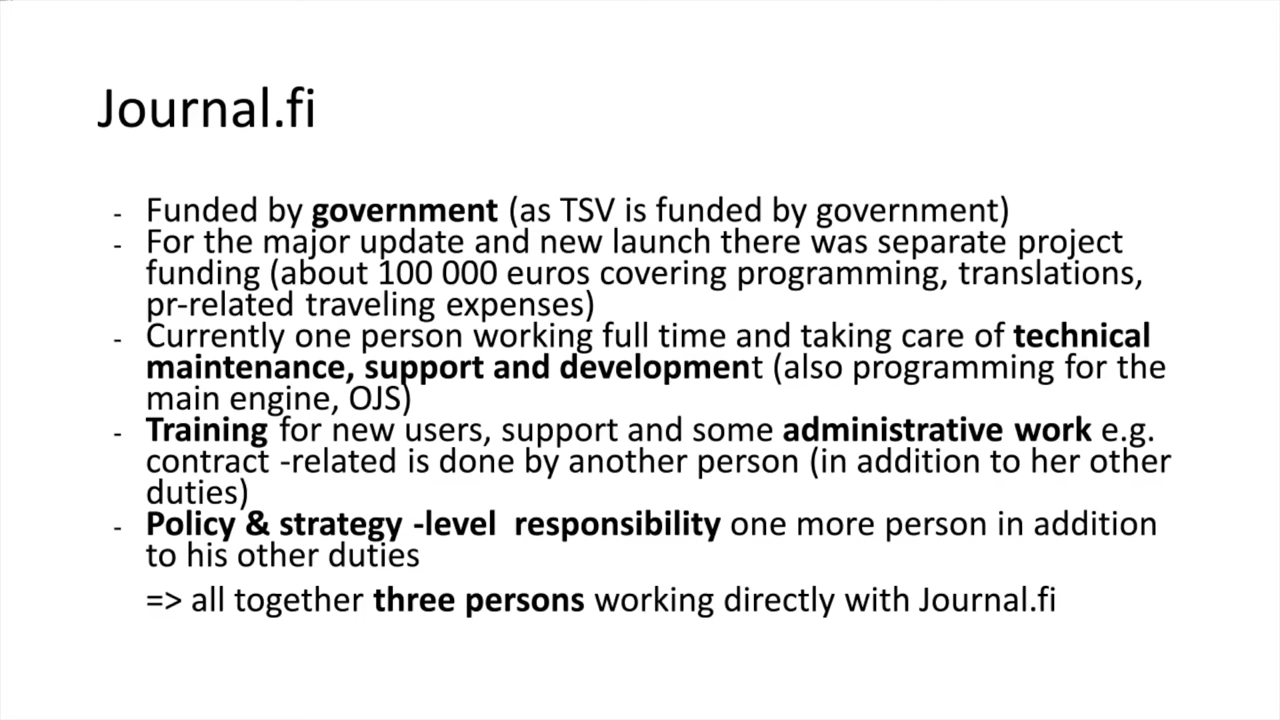 Journal.fi
- Funded by government (as TSV is funded by government)
- For the major update and new launch there was separate project
funding (about 100 000 euros covering programming, translations,
pr-related traveling expenses)
- Currently one person working full time and taking care of technical
maintenance, support and development (also programming for the
main engine, OJS)
- Training for new users, support and some administrative work e.g.
contract -related is done by another person (in addition to her other
duties)
- Policy & strategy -level  responsibility one more person in addition
to his other duties
=> all together three persons working directly with Journal.fi